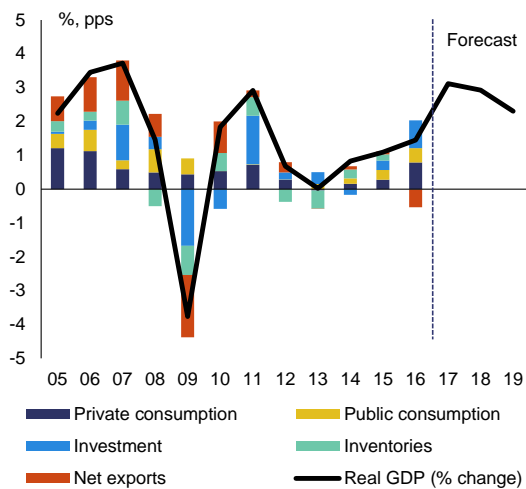 %, pps
Forecast
5
4
3
2
1
0
-1
-2
-3
-4
-5
05 06 07 08 09 10 11 12 13 14 15 16 17 18 19
Private consumption Public consumption
Investment Inventories
Net exports Real GDP (% change)